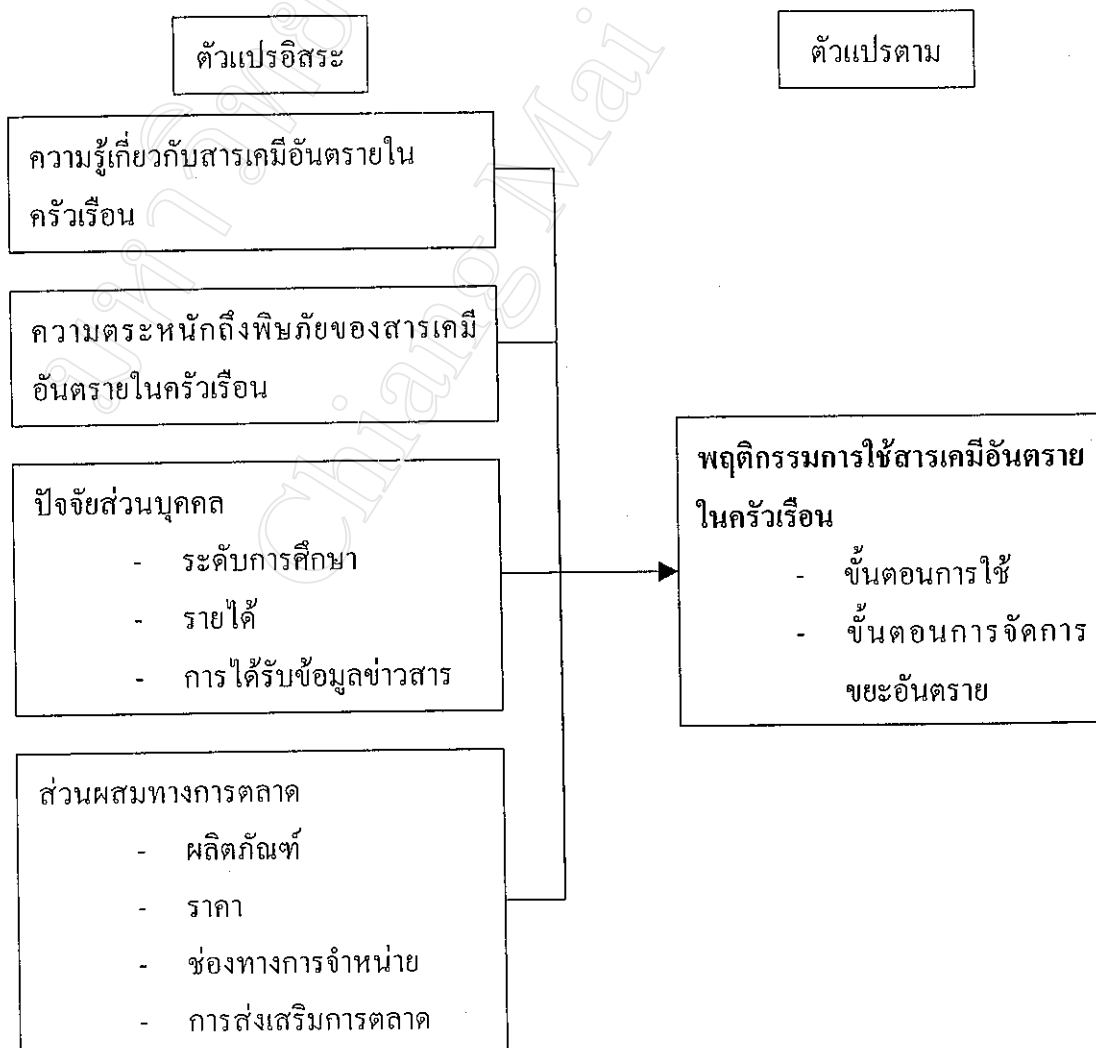 ตัวแปรอิสระ
ตัวแปรตาม
ความรู้เกี่ยวกับสารเคมีอันตรายใน
ครัวเรือน
ความตระหนักถึงพิษภัยของสารเคมี
อันตรายในครัวเรือน
ปัจจัยส่วนบุคคล
- ระดับการศึกษา
- รายได้
- การได้รับข้อมูลข่าวสาร
ส่วนผสมทางการตลาด
- ผลิตภัณฑ์
- ราคา
- ช่องทางการจำหน่าย
- การส่งเสริมการตลาด
พฤติกรรมการใช้สารเคมีอันตราย
ในครัวเรือน
- ขั้นตอนการใช้
- ขั้นตอนการจัดการ
ขยะอันตราย
Chiang Mai